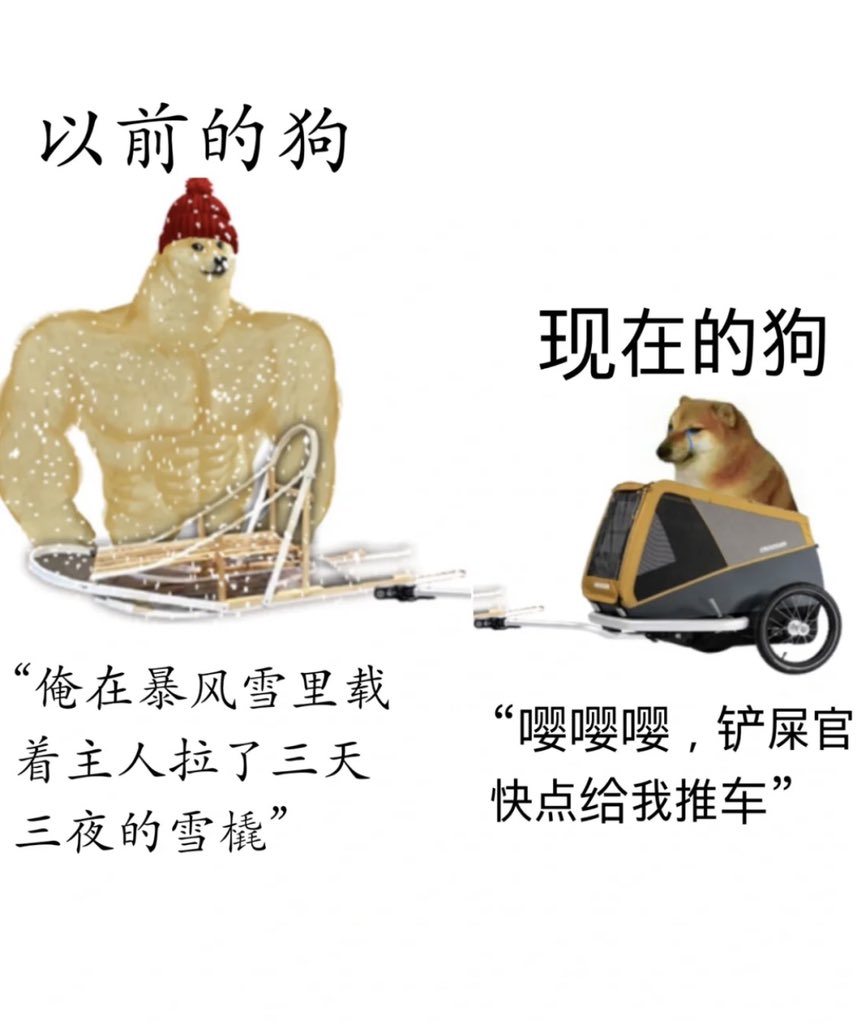 以前的狗
“俺在暴风雪里载
着主人拉了三天
三夜的雪橇”
现在的狗
“嘤嘤嘤，铲屎官
快点给我推车”